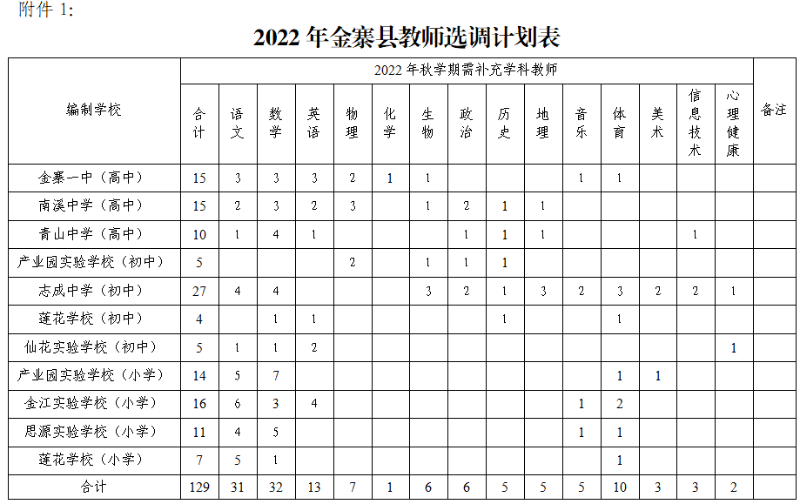 附件 1：
2022 年金寨县教师选调计划表
编制学校 2022 年秋学期需补充学科教师 备注
合计 语文 数学 英语 物理 化学 生物 政治 历史 地理 音乐 体育 美术 信息技术 心理健康
金寨一中（高中） 15 3 3 3 2 1 1 1 1
南溪中学（高中） 15 2 3 2 3 1 2 1 1
青山中学（高中） 10 1 4 1 1 1 1 1
产业园实验学校（初中） 5 2 1 1 1
志成中学（初中） 27 4 4 3 2 1 3 2 3 2 2 1
莲花学校（初中） 4 1 1 1 1
仙花实验学校（初中） 5 1 1 2 1
产业园实验学校（小学） 14 5 7 1 1
金江实验学校（小学） 16 6 3 4 1 2
思源实验学校（小学） 11 4 5 1 1
莲花学校（小学） 7 5 1 1
合计 129 31 32 13 7 1 6 6 5 5 5 10 3 3 2